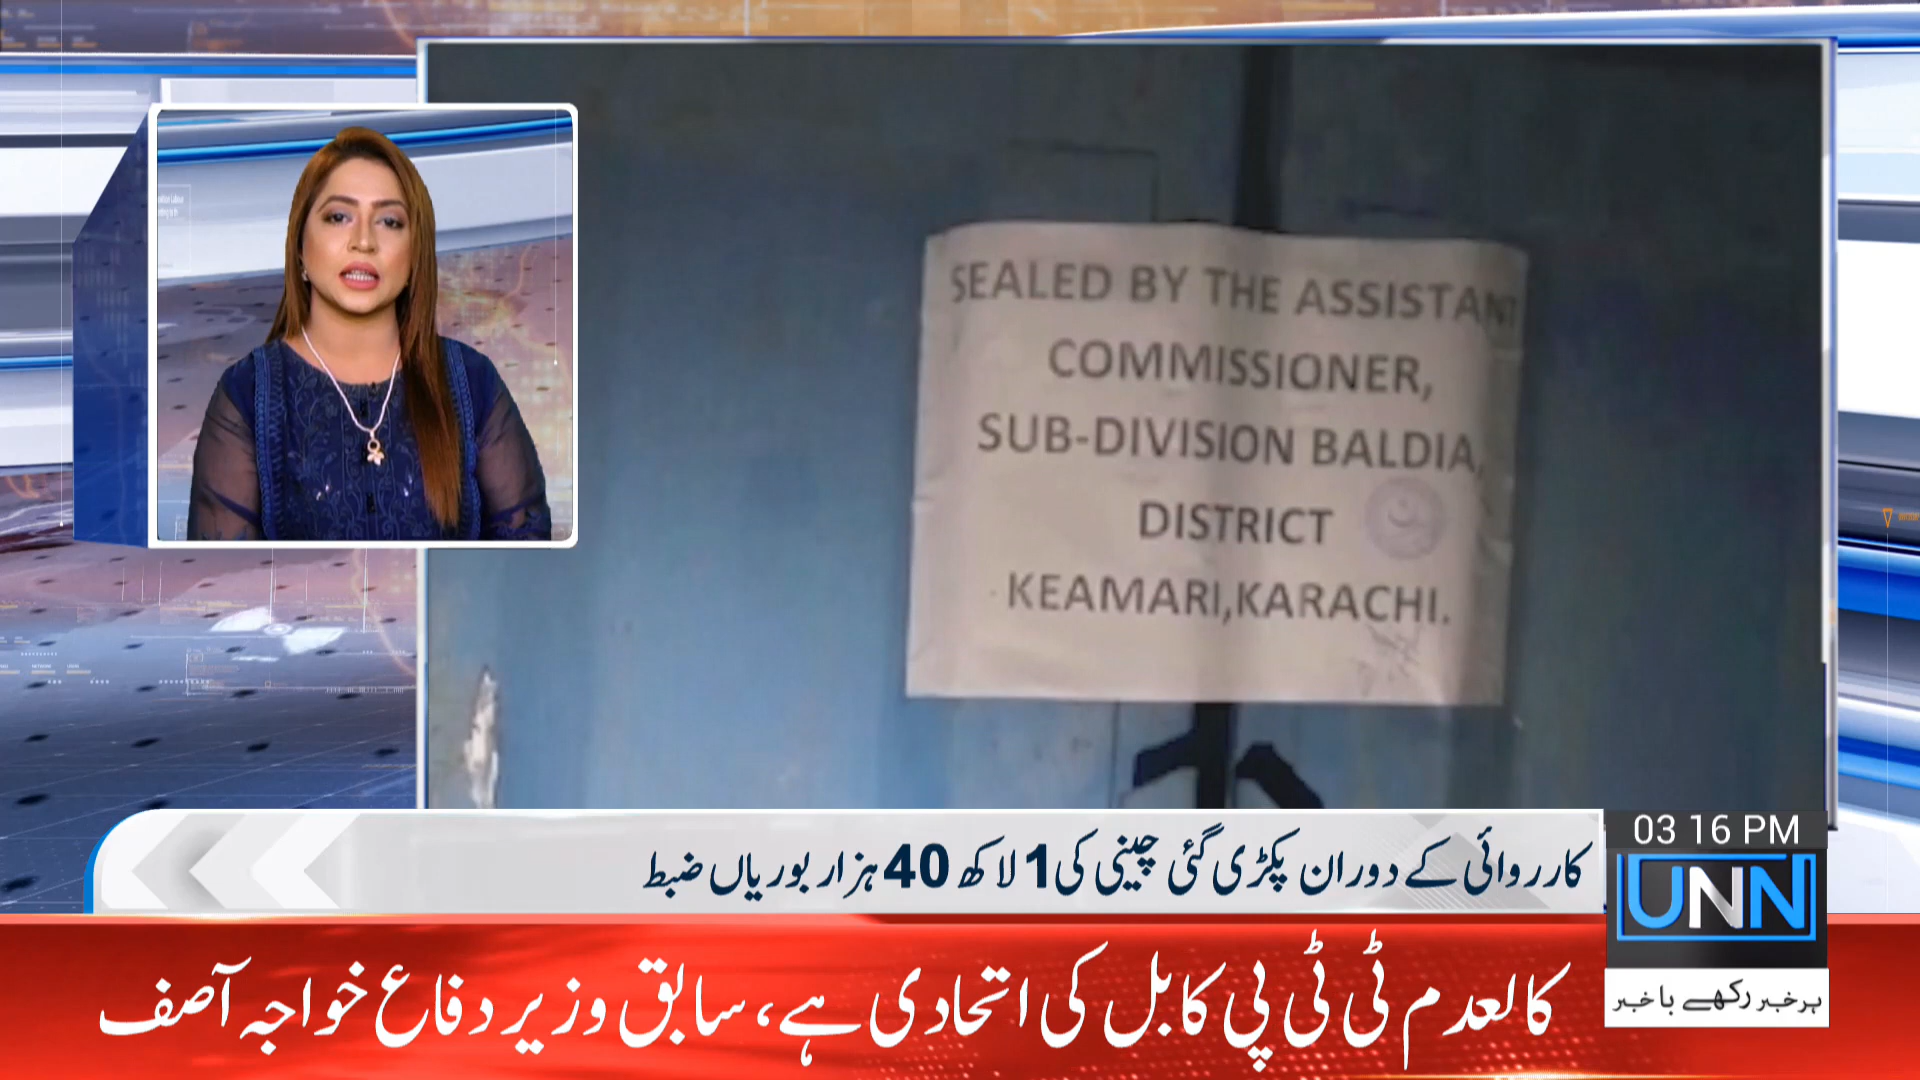 SEALED BY THE ASSISTANT
COMMISSIONER,
SUB-DIVISION BALDIA,
DISTRICT
KEAMARI,KARACHI.
03 16 PM
کارروائی کے دوران پکڑی گئی چینی کی 1 لاکھ 40 ہزار بوریاں ضبط
UNN
کالعدم ٹی ٹی پی کابل کی اتحادی ہے، سابق وزیر دفاع خواجہ آصف
ہر خبر رکھے باخبر